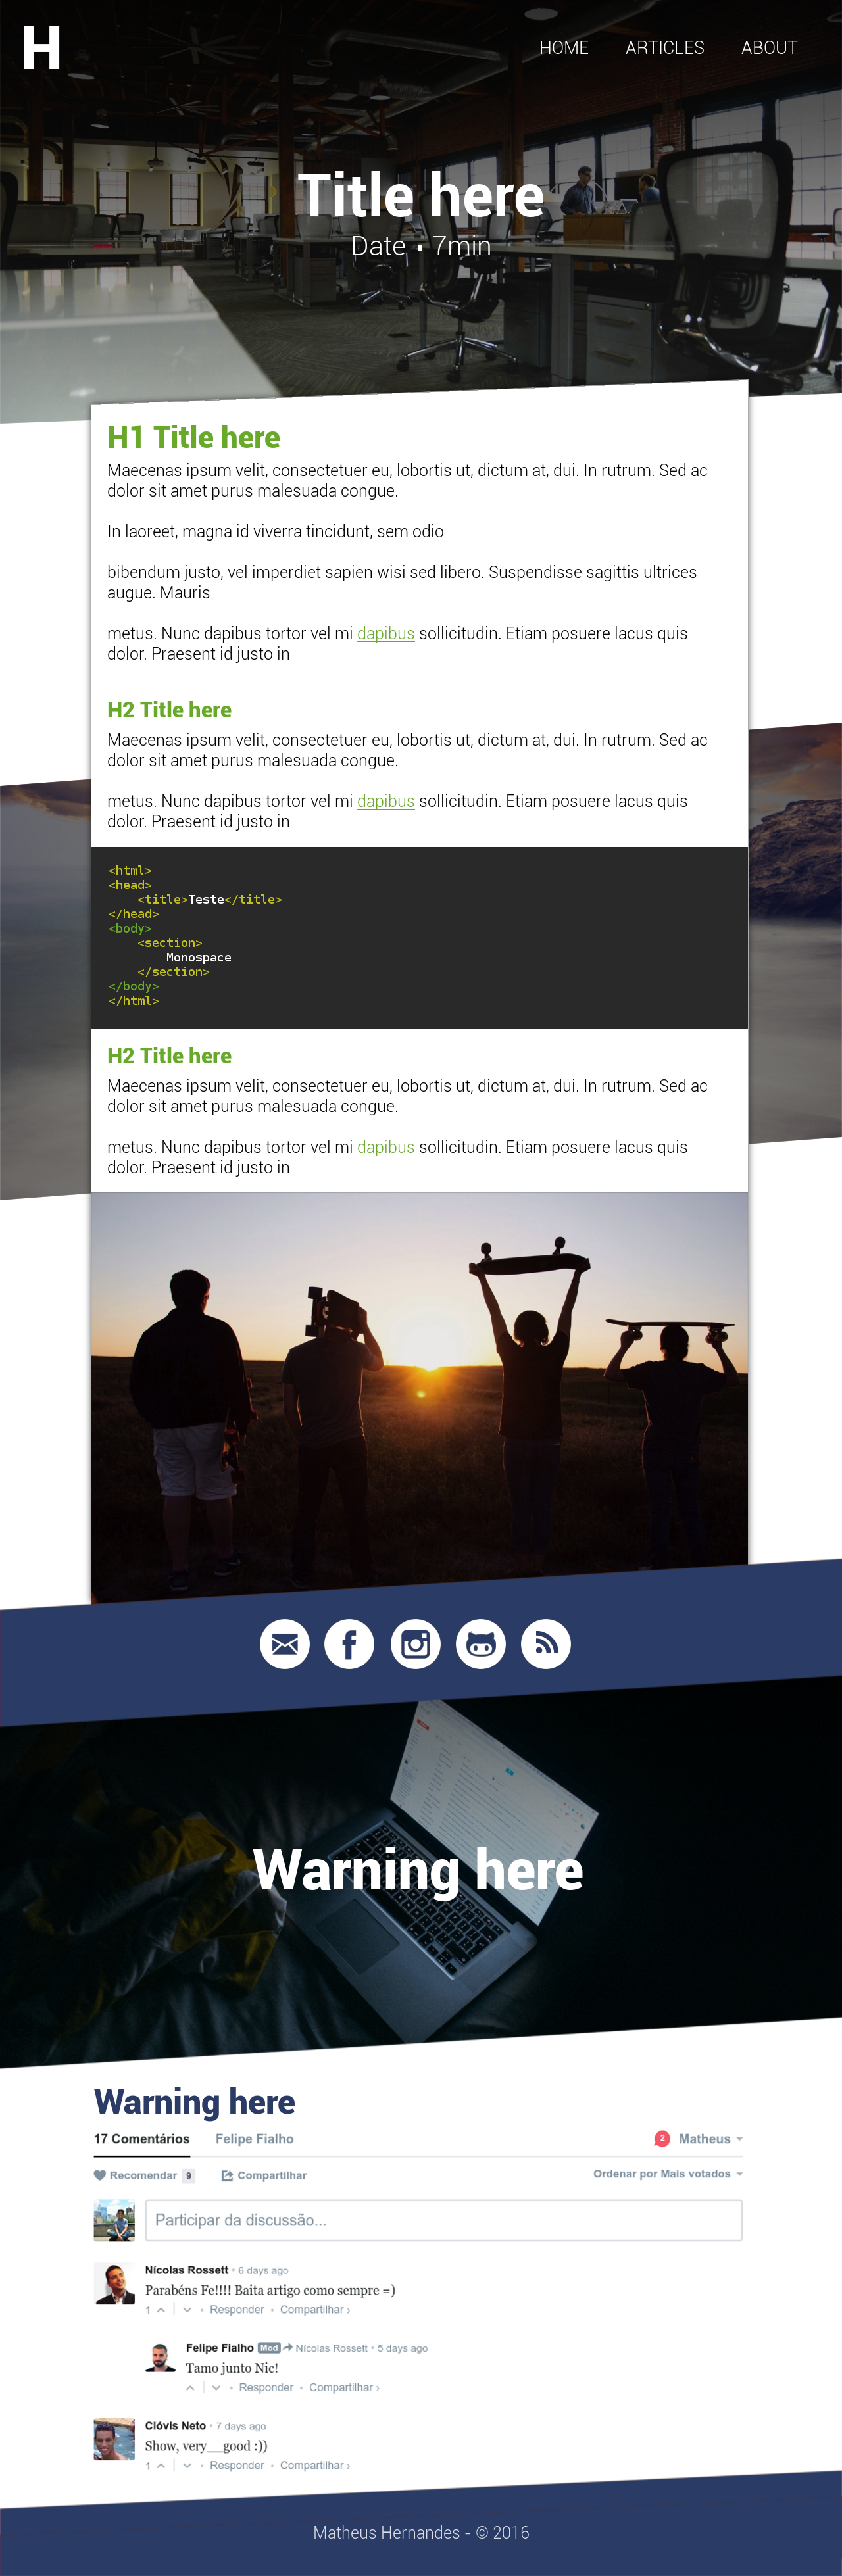 H
HOME ARTICLES ABOUT
Title here
Date ▪ 7min
H1 Title here
Maecenas ipsum velit, consectetuer eu, lobortis ut, dictum at, dui. In rutrum. Sed ac
dolor sit amet purus malesuada congue.
In laoreet, magna id viverra tincidunt, sem odio
bibendum justo, vel imperdiet sapien wisi sed libero. Suspendisse sagittis ultrices
augue. Mauris
metus. Nunc dapibus tortor vel mi dapibus sollicitudin. Etiam posuere lacus quis
dolor. Praesent id justo in
H2 Title here
Maecenas ipsum velit, consectetuer eu, lobortis ut, dictum at, dui. In rutrum. Sed ac
dolor sit amet purus malesuada congue.
metus. Nunc dapibus tortor vel mi dapibus sollicitudin. Etiam posuere lacus quis
dolor. Praesent id justo in
<html>
<head>
    <title>Teste</title>
</head>
<body>
    <section>
        Monospace
    </section>
</body>
</html>
H2 Title here
Maecenas ipsum velit, consectetuer eu, lobortis ut, dictum at, dui. In rutrum. Sed ac
dolor sit amet purus malesuada congue.
metus. Nunc dapibus tortor vel mi dapibus sollicitudin. Etiam posuere lacus quis
dolor. Praesent id justo in
Warning here
Warning here
17 Comentários Felipe Fialho 2 Matheus
Recomendar 9 Compartilhar Ordenar por Mais votados
Participar da discussão...
Nícolas Rossett • 6 days ago
Parabéns Fe!!!! Baita artigo como sempre =)
1 • Responder • Compartilhar ›
Felipe Fialho Mod Nícolas Rossett • 5 days ago
Tamo junto Nic!
• Responder • Compartilhar ›
Clóvis Neto • 7 days ago
Show, very__good :))
1 • Responder • Compartilhar ›
Matheus Hernandes - © 2016